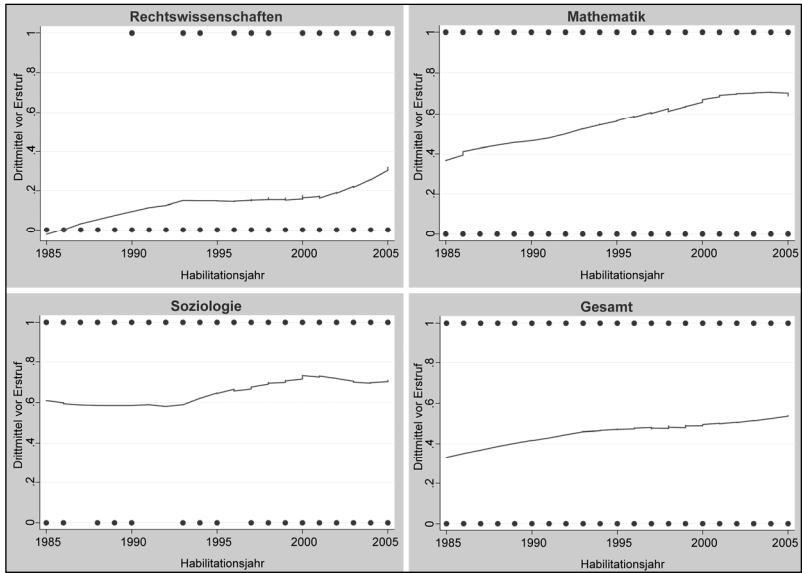 Rechtswissenschaften
Drittmittel vor Erstruf
1
.8
.6
.4
.2
0
1985 1990 1995 2000 2005
Habilitationsjahr
Mathematik
Drittmittel vor Erstruf
1
.8
.6
.4
.2
0
1985 1990 1995 2000 2005
Habilitationsjahr
Soziologie
Drittmittel vor Erstruf
1
.8
.6
.4
.2
0
1985 1990 1995 2000 2005
Habilitationsjahr
Gesamt
Drittmittel vor Erstruf
1
.8
.6
.4
.2
0
1985 1990 1995 2000 2005
Habilitationsjahr